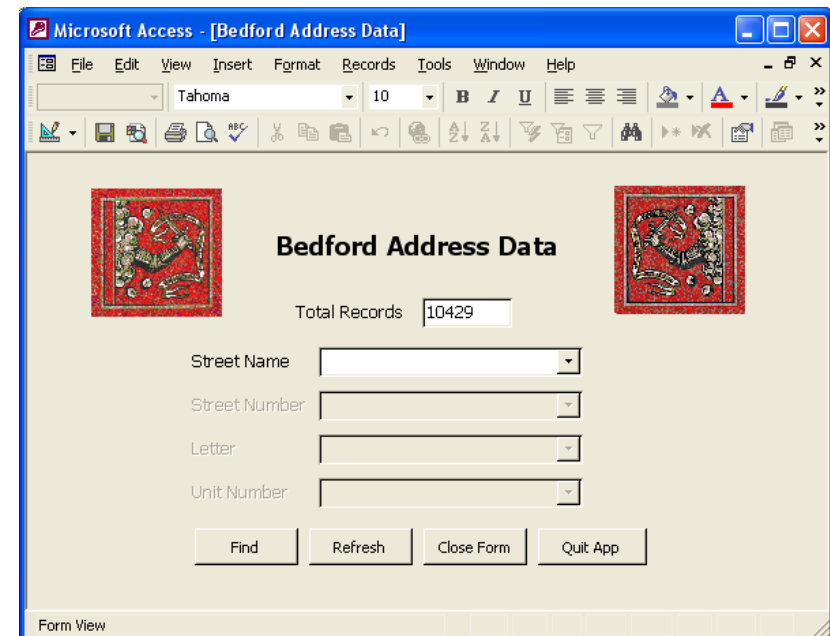 Microsoft Access - [Bedford Address Data]
File Edit View Insert Format Records Tools Window Help
Tahoma 10 B I U A
ABC A Z Z A
Bedford Address Data
Total Records 10429
Street Name
Street Number
Letter
Unit Number
Find Refresh Close Form Quit App
Form View